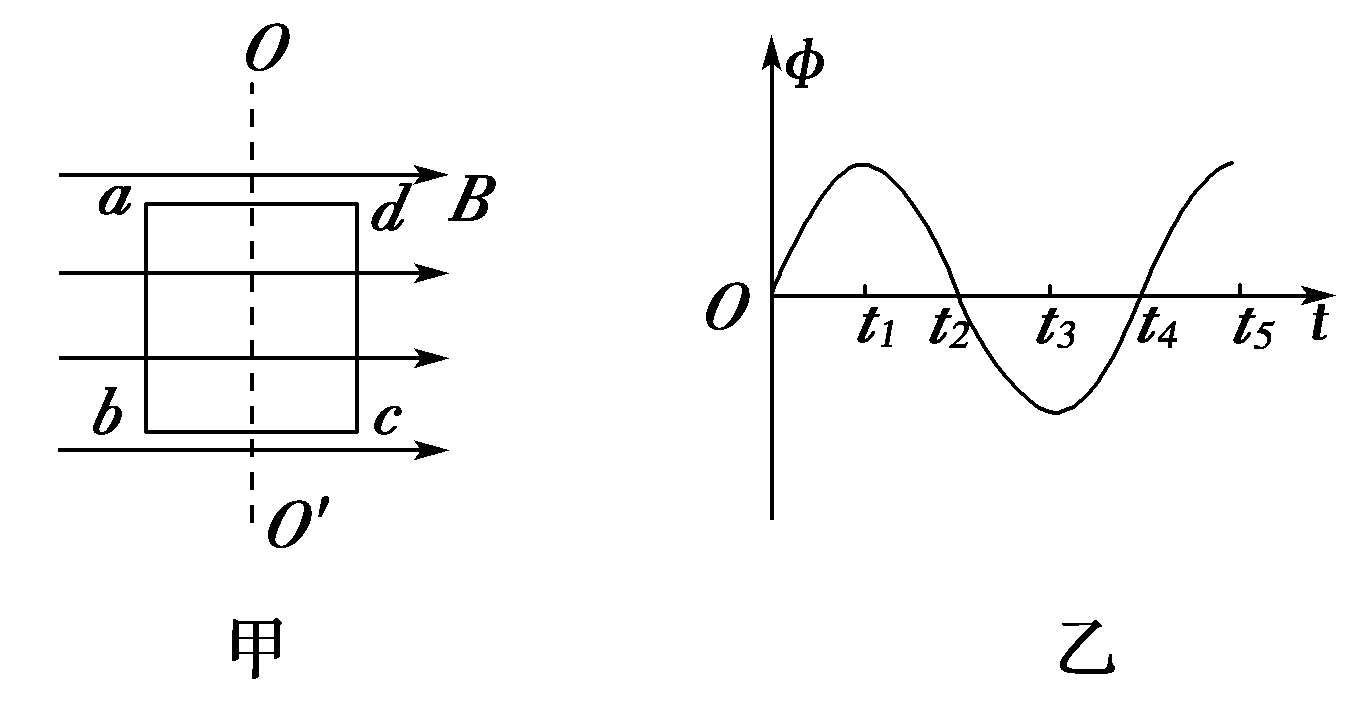 O
a d B
b c
O'
甲
Φ
O t₁ t₂ t₃ t₄ t₅ t
乙